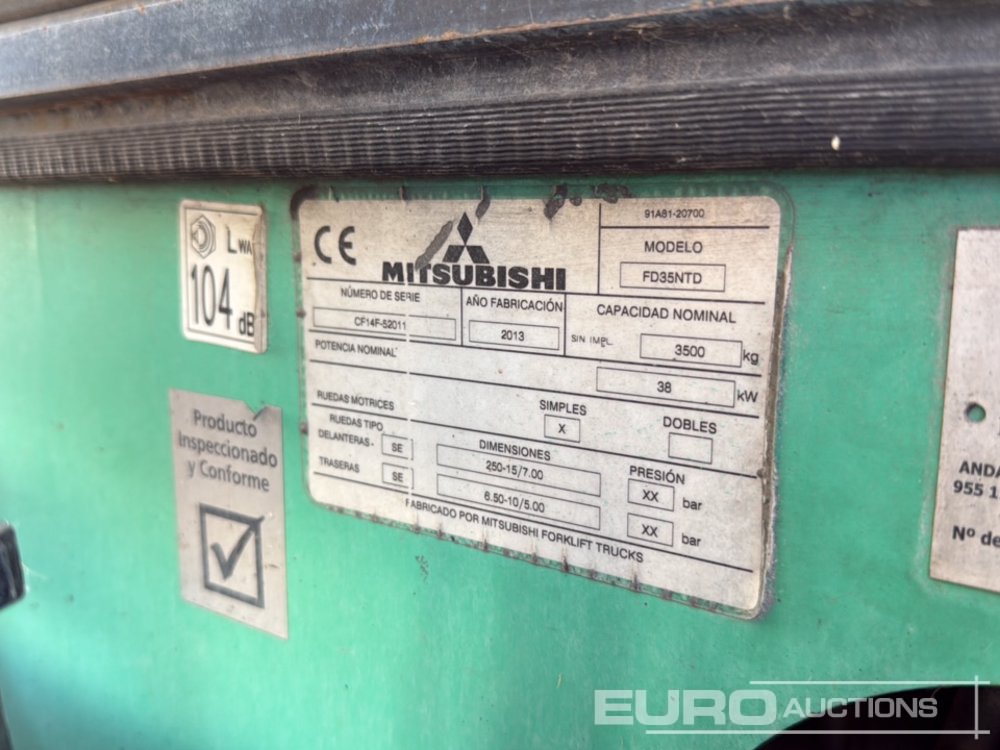 LWA
104 dB
Producto
Inspeccionado
y Conforme
CE
MITSUBISHI
91A81-20700
MODELO
FD35NTD
NÚMERO DE SERIE
CF14F-52011
AÑO FABRICACIÓN
2013
CAPACIDAD NOMINAL
SIN IMPL. 3500 kg
POTENCIA NOMINAL 38 kW
RUEDAS MOTRICES SIMPLES X DOBLES
RUEDAS TIPO DIMENSIONES PRESIÓN
DELANTERAS - SE 250-15/7.00 XX bar
TRASERAS SE 6.50-10/5.00 XX bar
FABRICADO POR MITSUBISHI FORKLIFT TRUCKS
955 1
Nº de
EURO AUCTIONS